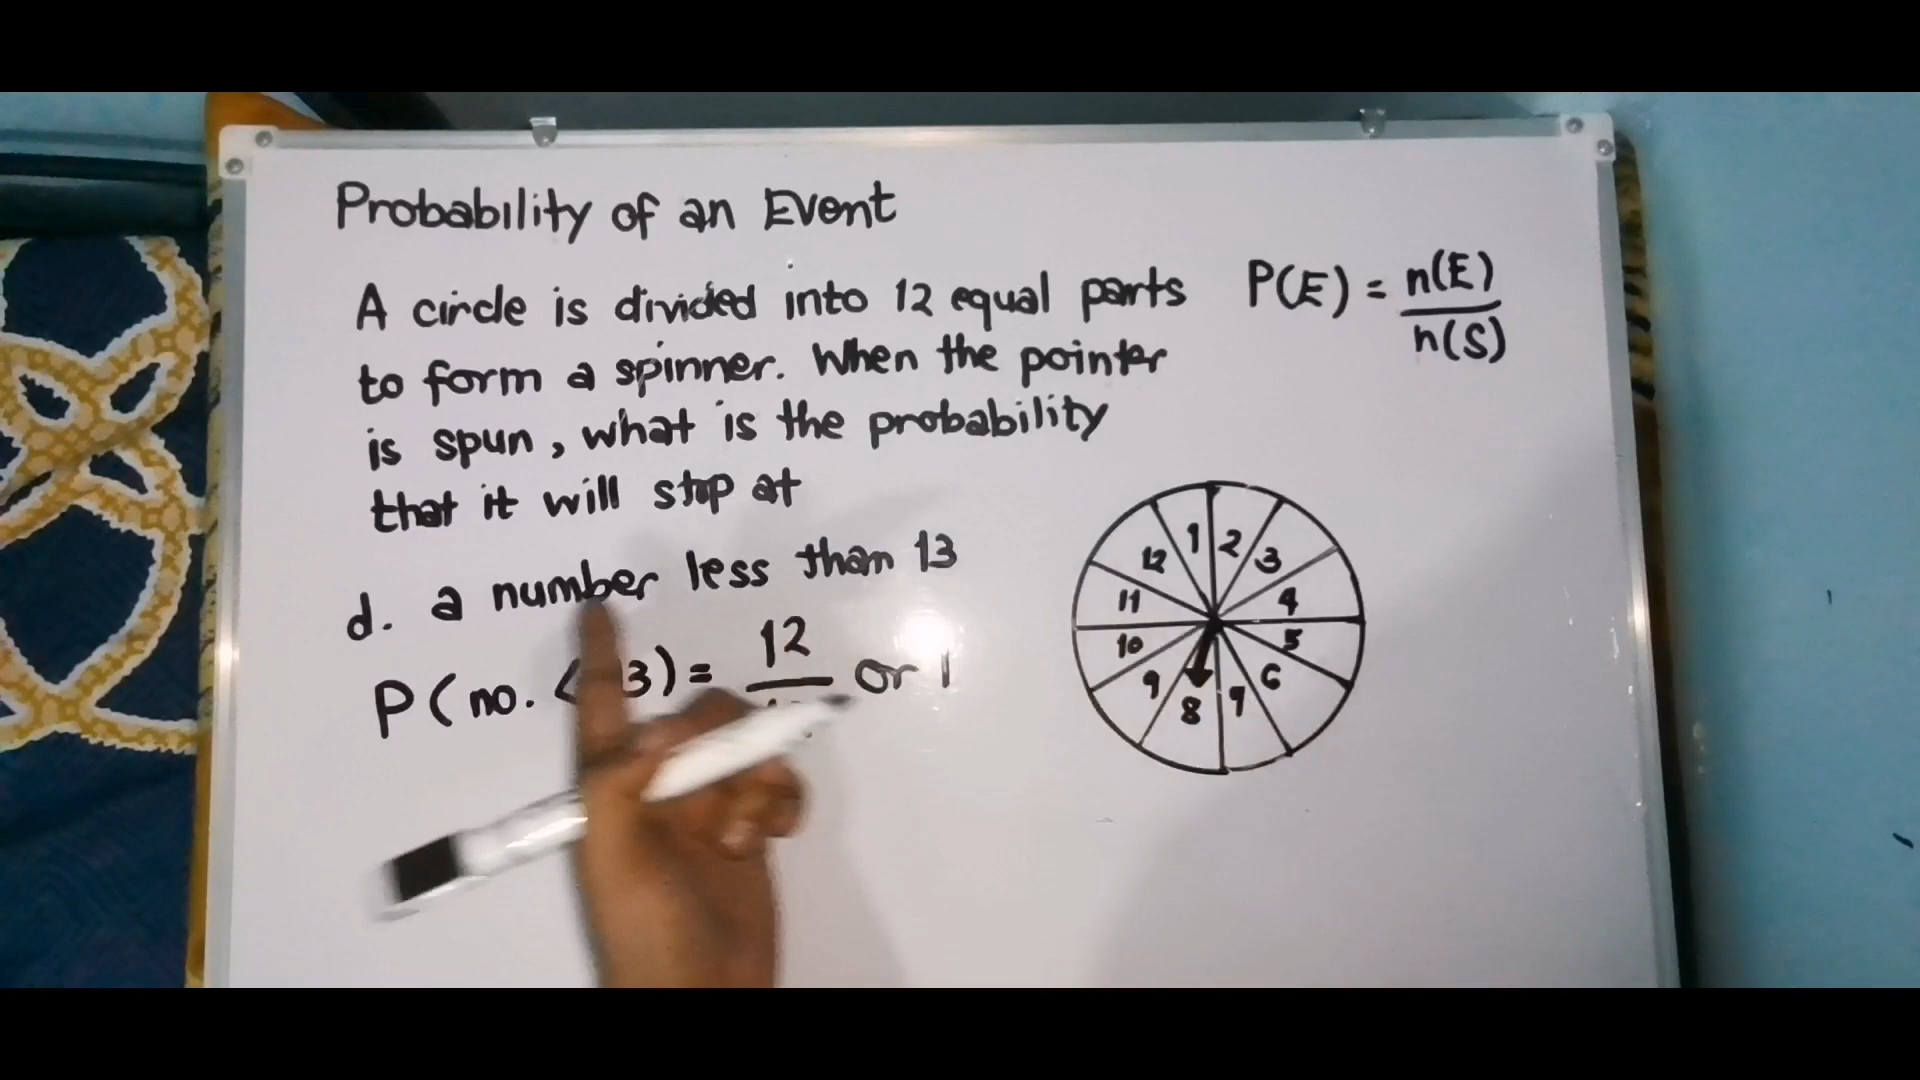 Probability of an Event
A circle is divided into 12 equal parts
to form a spinner. When the pointer
is spun, what is the probability
that it will stop at
d. a number less than 13
P(no. < 3) = 12 or 1
P(E) = n(E)
n(S)
1
2
3
4
5
6
7
8
9
10
11
12